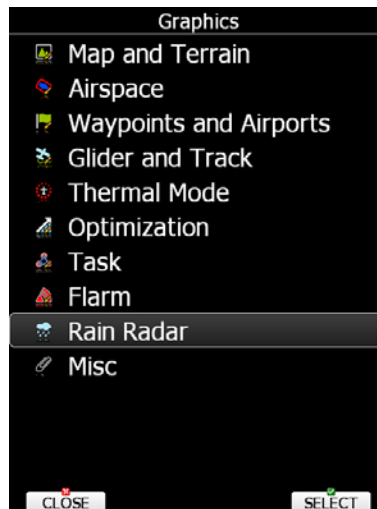 Graphics
Map and Terrain
Airspace
Waypoints and Airports
Glider and Track
Thermal Mode
Optimization
Task
Flarm
Rain Radar
Misc
CLOSE SELECT